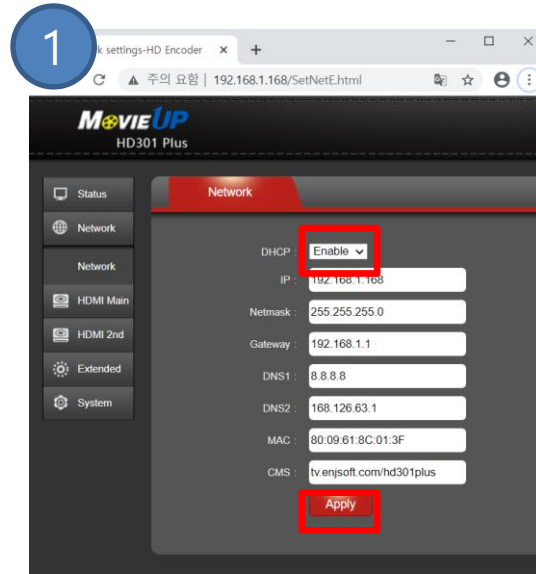 1
k settings-HD Encoder × +
주의 요함 | 192.168.1.168/SetNetE.html
MOVIEUP
HD301 Plus
Status
Network
Network
HDMI Main
HDMI 2nd
Extended
System
Network
DHCP : Enable
IP : 192.168.1.168
Netmask : 255.255.255.0
Gateway : 192.168.1.1
DNS1 : 8.8.8.8
DNS2 : 168.126.63.1
MAC : 80:09:61:8C:01:3F
CMS : tv.enjsoft.com/hd301plus
Apply